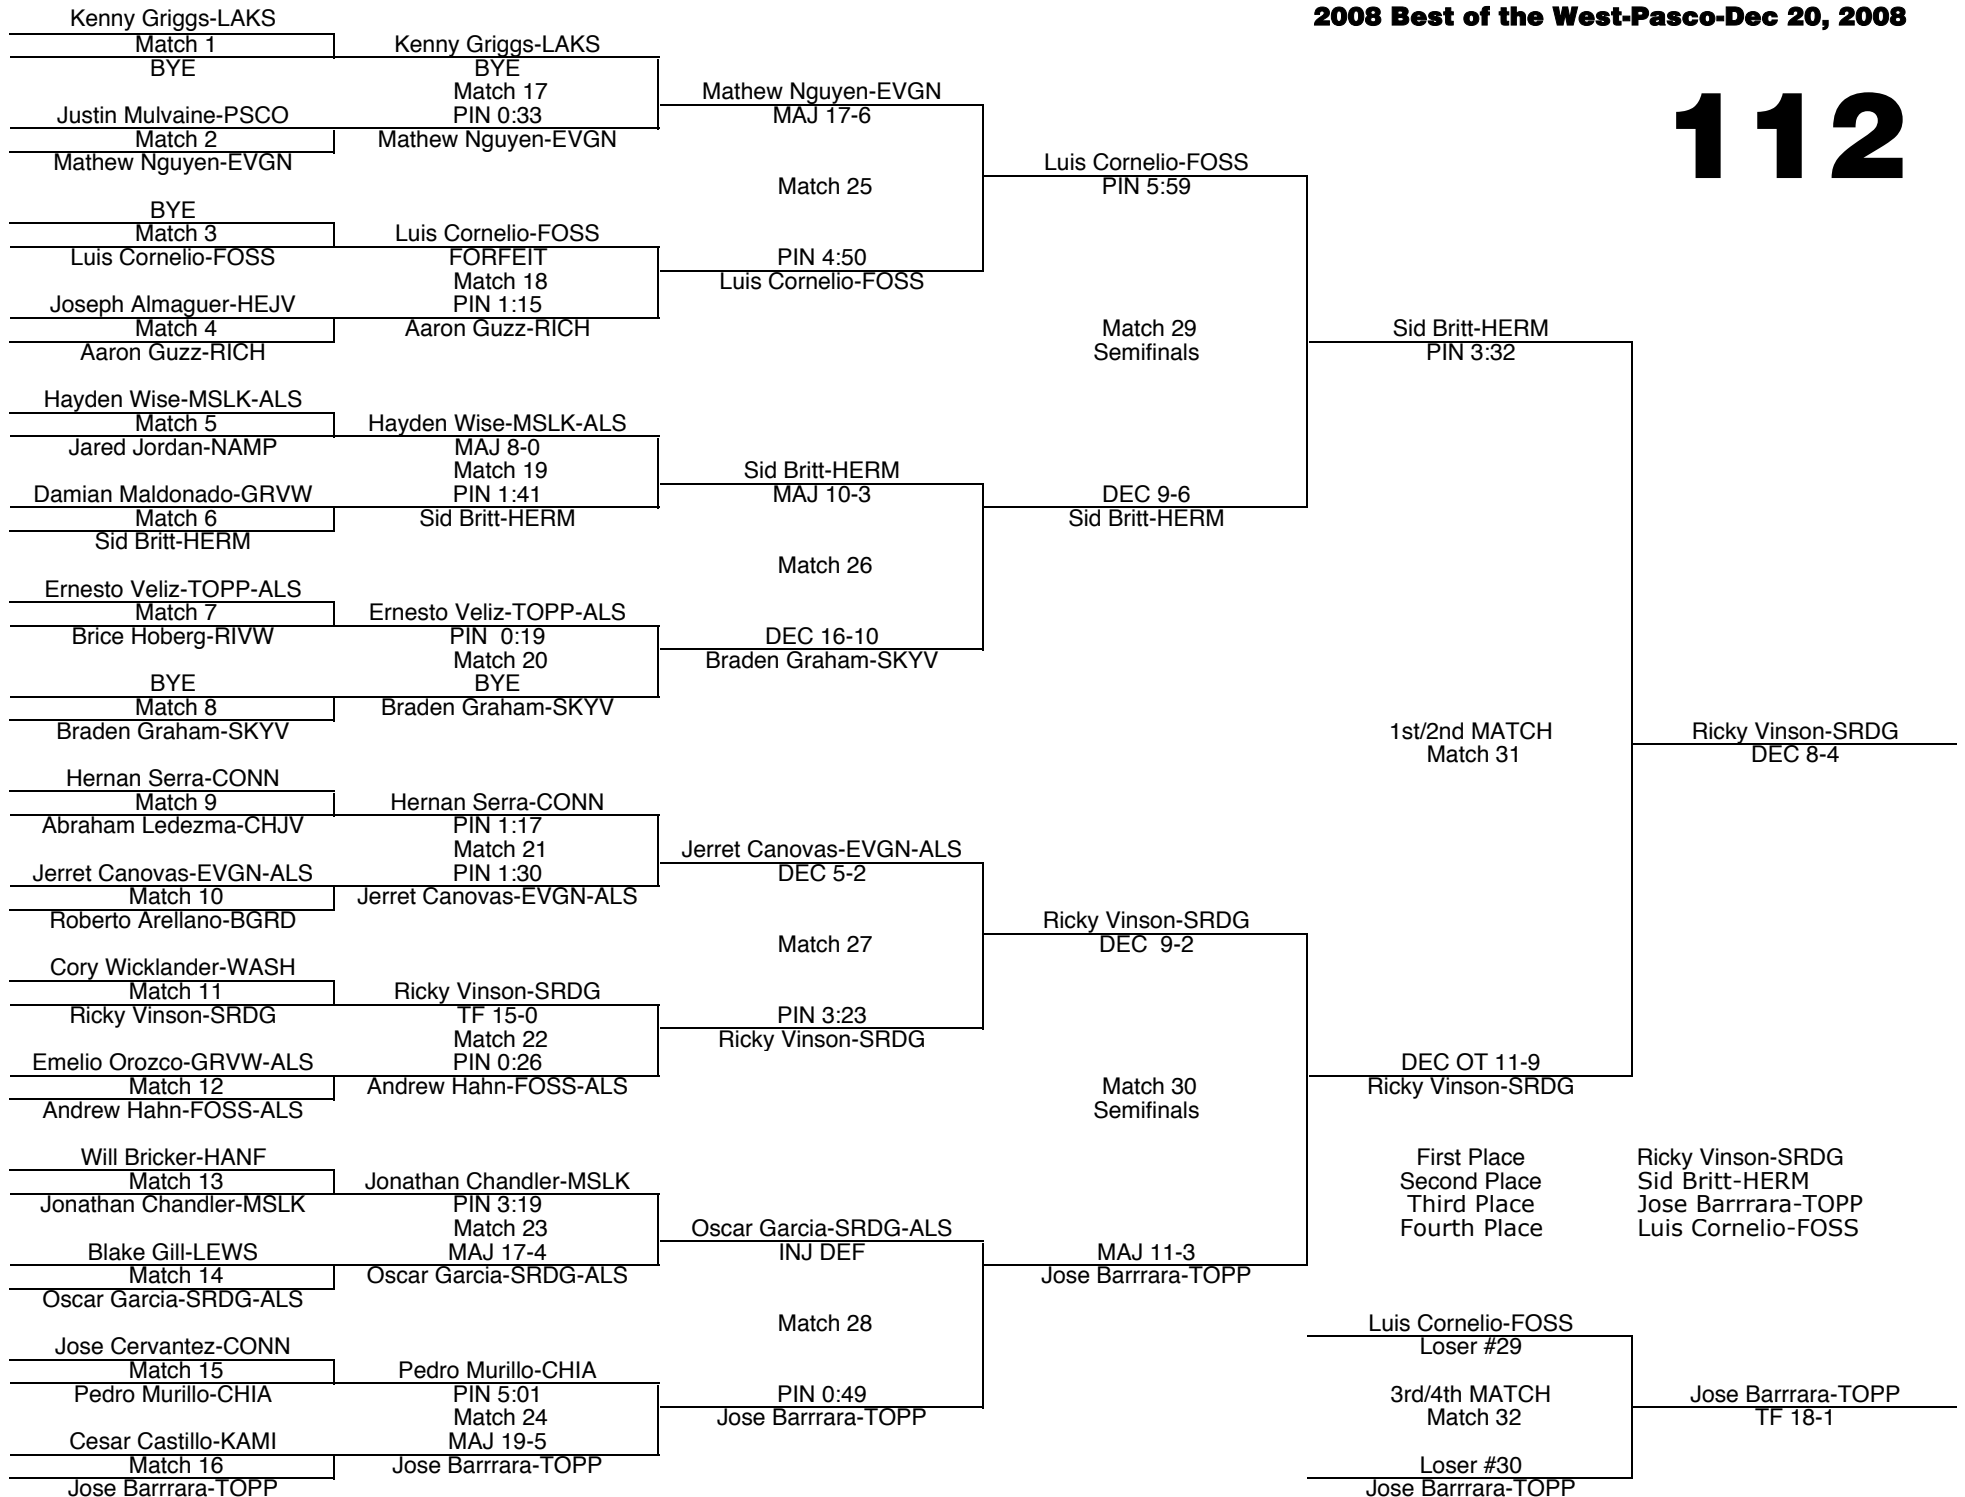 2008 Best of the West-Pasco-Dec 20, 2008
112
Kenny Griggs-LAKS
Match 1
BYE
Justin Mulvaine-PSCO
Match 2
Mathew Nguyen-EVGN
BYE
Match 3
Luis Cornelio-FOSS
Joseph Almaguer-HEJV
Match 4
Aaron Guzz-RICH
Hayden Wise-MSLK-ALS
Match 5
Jared Jordan-NAMP
Damian Maldonado-GRVW
Match 6
Sid Britt-HERM
Ernesto Veliz-TOPP-ALS
Match 7
Brice Hoberg-RIVW
BYE
Match 8
Braden Graham-SKYV
Hernan Serra-CONN
Match 9
Abraham Ledezma-CHJV
Jerret Canovas-EVGN-ALS
Match 10
Roberto Arellano-BGRD
Cory Wicklander-WASH
Match 11
Ricky Vinson-SRDG
Emelio Orozco-GRVW-ALS
Match 12
Andrew Hahn-FOSS-ALS
Will Bricker-HANF
Match 13
Jonathan Chandler-MSLK
Blake Gill-LEWS
Match 14
Oscar Garcia-SRDG-ALS
Jose Cervantez-CONN
Match 15
Pedro Murillo-CHIA
Cesar Castillo-KAMI
Match 16
Jose Barrrara-TOPP
Kenny Griggs-LAKS
BYE
Match 17
PIN 0:33
Mathew Nguyen-EVGN
Luis Cornelio-FOSS
FORFEIT
Match 18
PIN 1:15
Aaron Guzz-RICH
Hayden Wise-MSLK-ALS
MAJ 8-0
Match 19
PIN 1:41
Sid Britt-HERM
Ernesto Veliz-TOPP-ALS
PIN 0:19
Match 20
BYE
Braden Graham-SKYV
Hernan Serra-CONN
PIN 1:17
Match 21
PIN 1:30
Jerret Canovas-EVGN-ALS
Ricky Vinson-SRDG
TF 15-0
Match 22
PIN 0:26
Andrew Hahn-FOSS-ALS
Jonathan Chandler-MSLK
PIN 3:19
Match 23
MAJ 17-4
Oscar Garcia-SRDG-ALS
Pedro Murillo-CHIA
PIN 5:01
Match 24
MAJ 19-5
Jose Barrrara-TOPP
Mathew Nguyen-EVGN
MAJ 17-6
Match 25
PIN 4:50
Luis Cornelio-FOSS
Sid Britt-HERM
MAJ 10-3
Match 26
DEC 16-10
Braden Graham-SKYV
Jerret Canovas-EVGN-ALS
DEC 5-2
Match 27
PIN 3:23
Ricky Vinson-SRDG
Oscar Garcia-SRDG-ALS
INJ DEF
Match 28
PIN 0:49
Jose Barrrara-TOPP
Luis Cornelio-FOSS
PIN 5:59
Match 29
Semifinals
DEC 9-6
Sid Britt-HERM
Ricky Vinson-SRDG
DEC 9-2
Match 30
Semifinals
MAJ 11-3
Jose Barrrara-TOPP
Sid Britt-HERM
PIN 3:32
1st/2nd MATCH
Match 31
DEC OT 11-9
Ricky Vinson-SRDG
Ricky Vinson-SRDG
DEC 8-4
First Place Ricky Vinson-SRDG
Second Place Sid Britt-HERM
Third Place Jose Barrrara-TOPP
Fourth Place Luis Cornelio-FOSS
Luis Cornelio-FOSS
Loser #29
3rd/4th MATCH
Match 32
Loser #30
Jose Barrrara-TOPP
Jose Barrrara-TOPP
TF 18-1